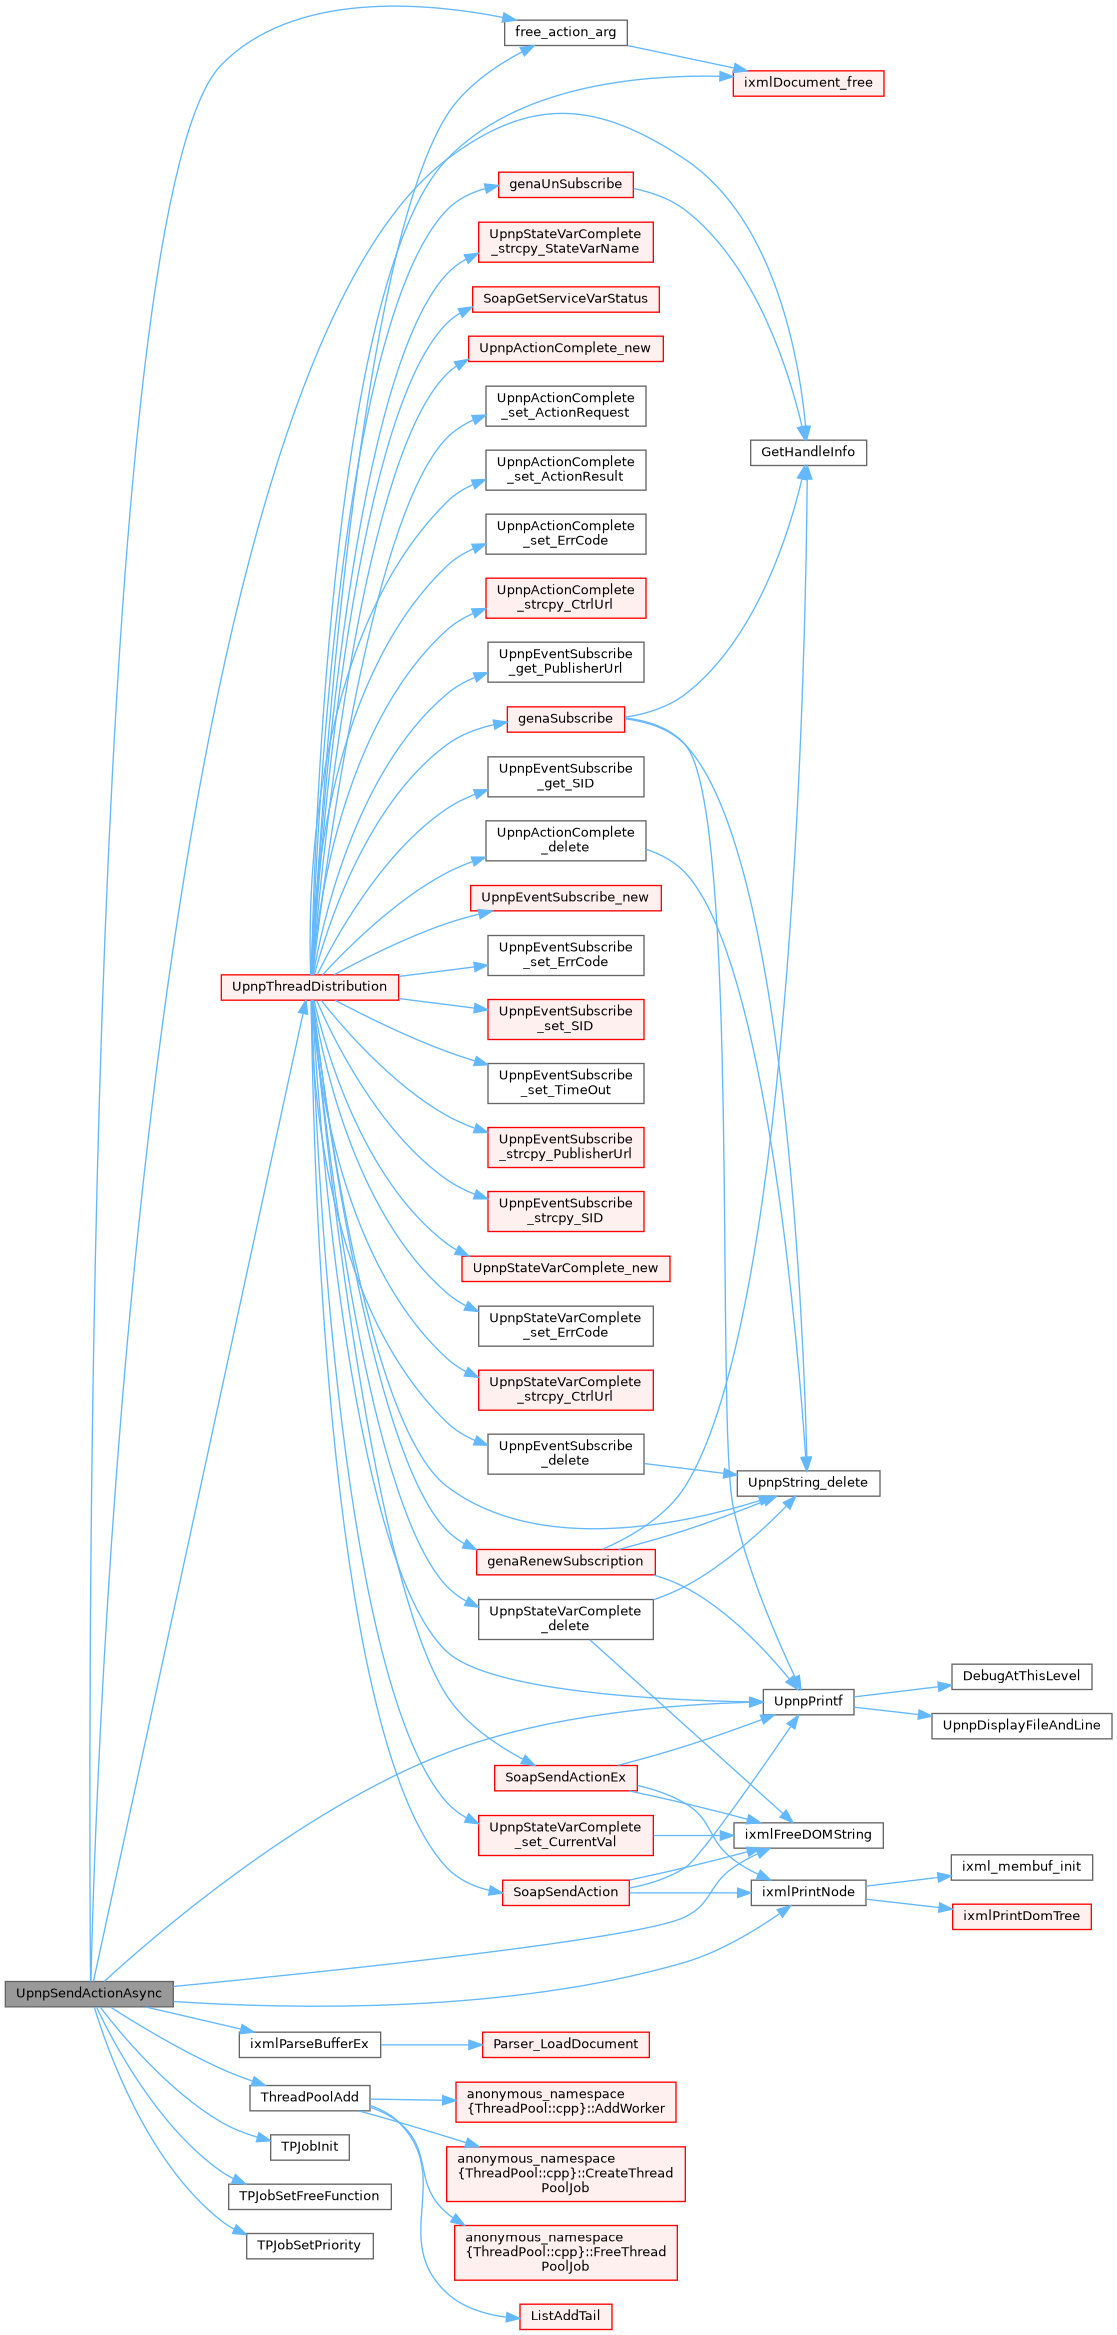 free_action_arg
ixmlDocument_free
genaUnSubscribe
UpnpStateVarComplete
_strcpy_StateVarName
SoapGetServiceVarStatus
UpnpActionComplete_new
UpnpActionComplete
_set_ActionRequest
GetHandleInfo
UpnpActionComplete
_set_ActionResult
UpnpActionComplete
_set_ErrCode
UpnpActionComplete
_strcpy_CtrlUrl
UpnpEventSubscribe
_get_PublisherUrl
genaSubscribe
UpnpEventSubscribe
_get_SID
UpnpActionComplete
_delete
UpnpEventSubscribe_new
UpnpEventSubscribe
_set_ErrCode
UpnpThreadDistribution
UpnpEventSubscribe
_set_SID
UpnpEventSubscribe
_set_TimeOut
UpnpEventSubscribe
_strcpy_PublisherUrl
UpnpEventSubscribe
_strcpy_SID
UpnpStateVarComplete_new
UpnpStateVarComplete
_set_ErrCode
UpnpStateVarComplete
_strcpy_CtrlUrl
UpnpEventSubscribe
_delete
UpnpString_delete
genaRenewSubscription
UpnpStateVarComplete
_delete
DebugAtThisLevel
UpnpPrintf
UpnpDisplayFileAndLine
SoapSendActionEx
UpnpStateVarComplete
_set_CurrentVal
ixmlFreeDOMString
ixml_membuf_init
SoapSendAction
ixmlPrintNode
ixmlPrintDomTree
UpnpSendActionAsync
ixmlParseBufferEx
Parser_LoadDocument
ThreadPoolAdd
anonymous_namespace
{ThreadPool::cpp}::AddWorker
TPJobInit
anonymous_namespace
{ThreadPool::cpp}::CreateThread
PoolJob
TPJobSetFreeFunction
TPJobSetPriority
anonymous_namespace
{ThreadPool::cpp}::FreeThread
PoolJob
ListAddTail